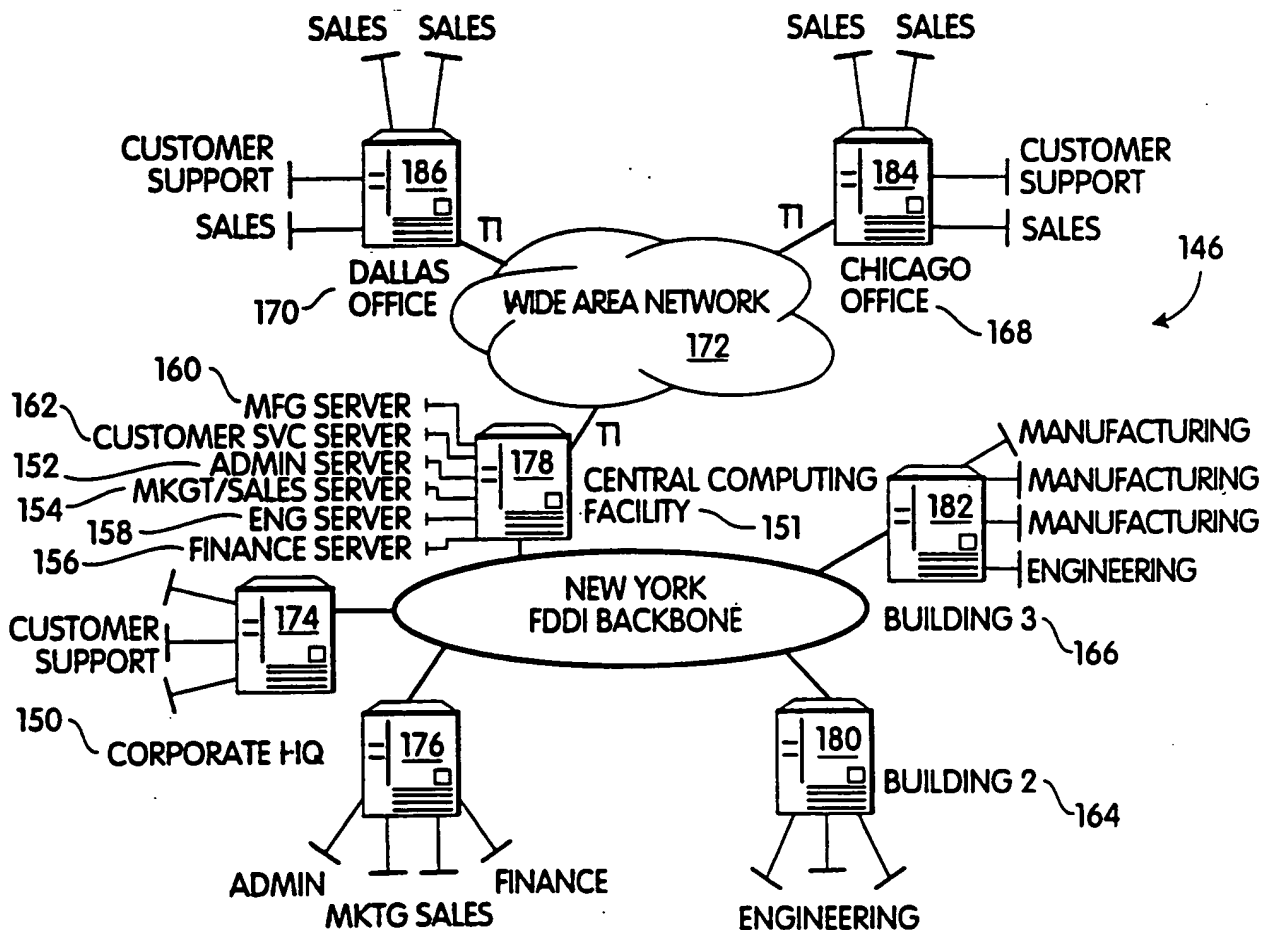 SALES SALES
SALES SALES
CUSTOMER
SUPPORT
186
SALES
T1
DALLAS
OFFICE
170
184
CUSTOMER
SUPPORT
SALES
T1
CHICAGO
OFFICE
168
146
WIDE AREA NETWORK
172
160
MFG SERVER
162
CUSTOMER SVC SERVER
152
ADMIN SERVER
154
MKGT/SALES SERVER
158
ENG SERVER
156
FINANCE SERVER
178
T1
CENTRAL COMPUTING
FACILITY
151
182
MANUFACTURING
MANUFACTURING
MANUFACTURING
ENGINEERING
BUILDING 3
166
NEW YORK
FDDI BACKBONE
174
CUSTOMER
SUPPORT
150
CORPORATE HQ
176
ADMIN
MKTG SALES
FINANCE
180
BUILDING 2
164
ENGINEERING